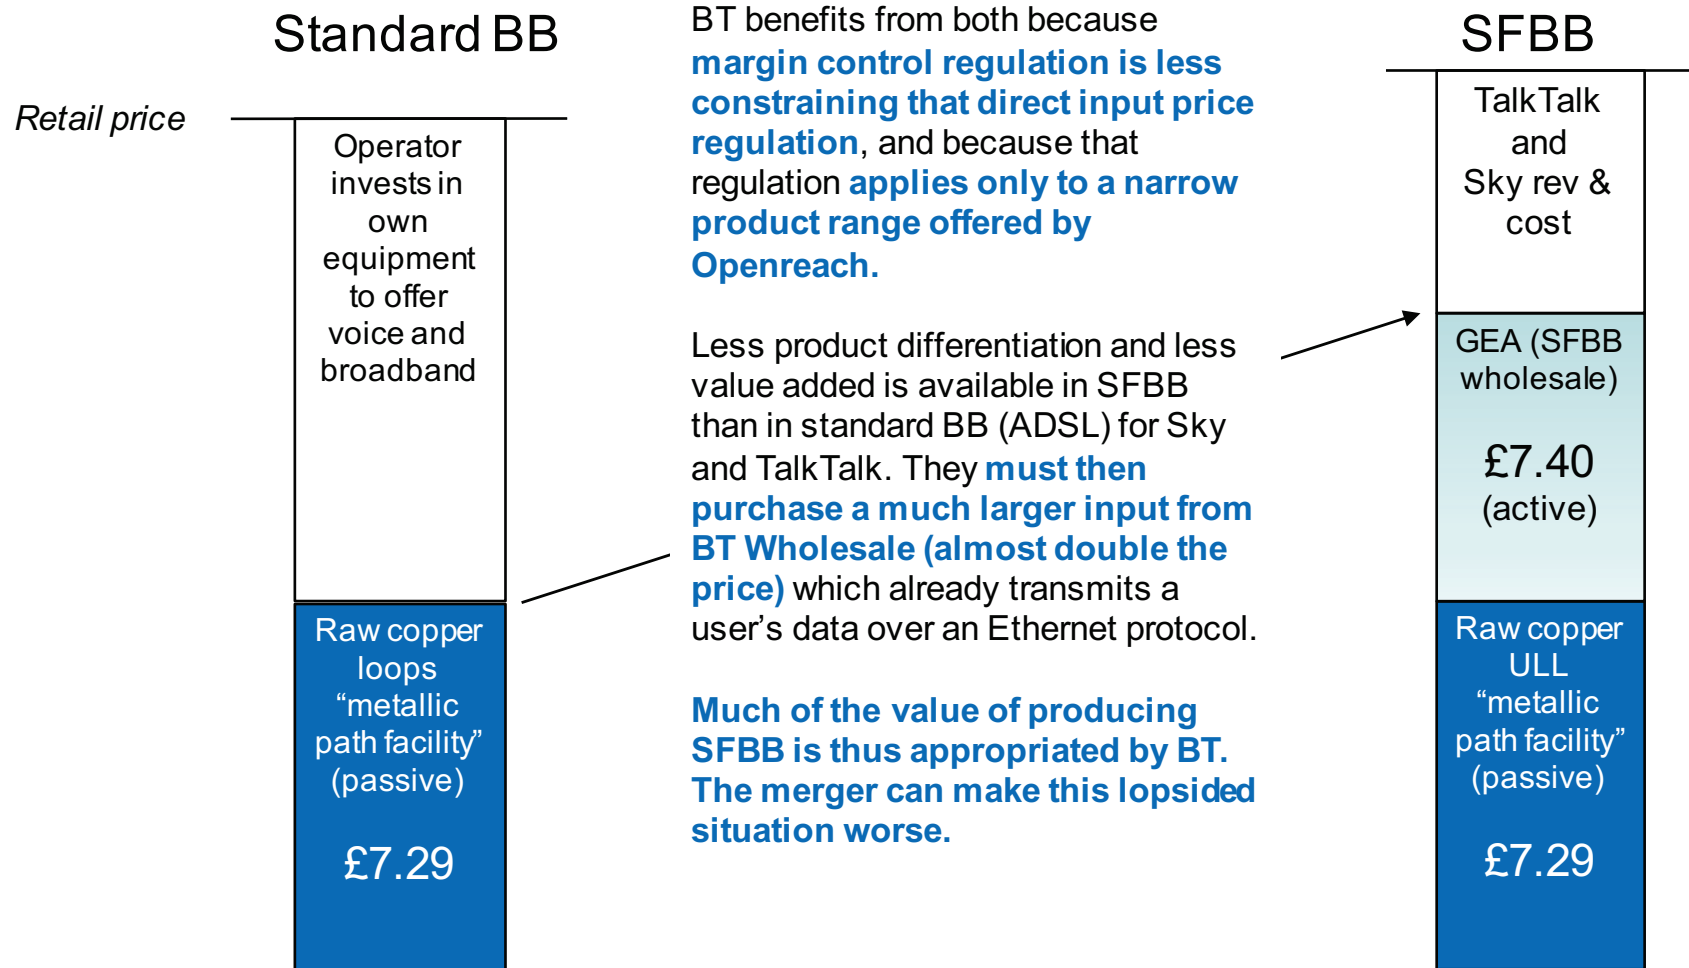 Standard BB
Retail price
Operator
invests in
own
equipment
to offer
voice and
broadband
Raw copper
loops
“metallic
path facility”
(passive)
£7.29
BT benefits from both because
margin control regulation is less
constraining that direct input price
regulation, and because that
regulation applies only to a narrow
product range offered by
Openreach.
Less product differentiation and less
value added is available in SFBB
than in standard BB (ADSL) for Sky
and TalkTalk. They must then
purchase a much larger input from
BT Wholesale (almost double the
price) which already transmits a
user’s data over an Ethernet protocol.
Much of the value of producing
SFBB is thus appropriated by BT.
The merger can make this lopsided
situation worse.
SFBB
TalkTalk
and
Sky rev &
cost
GEA (SFBB
wholesale)
£7.40
(active)
Raw copper
ULL
“metallic
path facility”
(passive)
£7.29